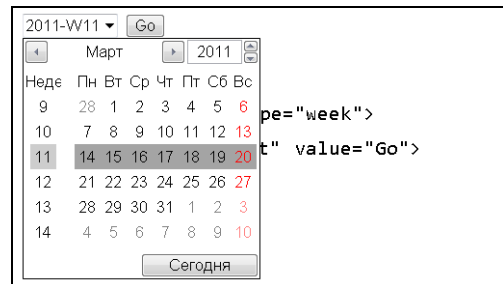 2011-W11 Go
Март 2011
Неде Пн Вт Ср Чт Пт Сб Вс
9 28 1 2 3 4 5 6
pe="week">
10 7 8 9 10 11 12 13
11 14 15 16 17 18 19 20
t" value="Go">
12 21 22 23 24 25 26 27
13 28 29 30 31 1 2 3
14 4 5 6 7 8 9 10
Сегодня